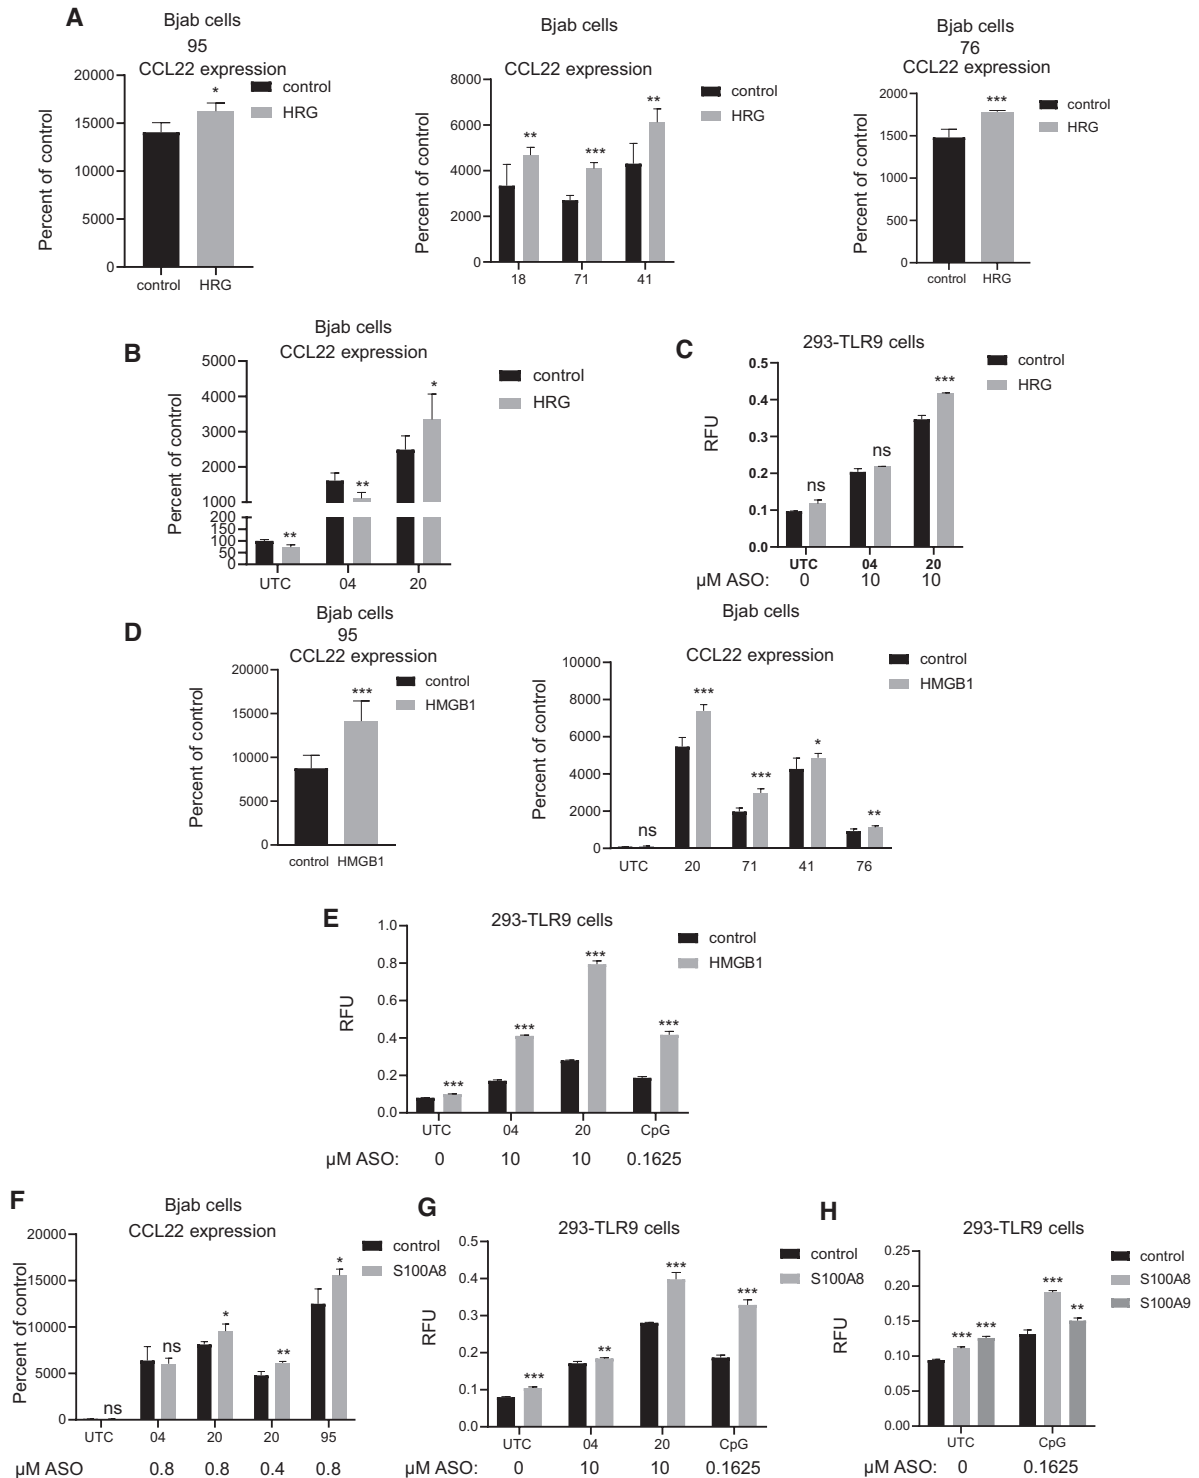 A
Bjab cells
95
CCL22 expression
Percent of control
20000
15000
10000
5000
0
*
control
HRG
control HRG
Bjab cells
CCL22 expression
Percent of control
8000
6000
4000
2000
0
** *** **
18 71 41
control
HRG
Bjab cells
76
CCL22 expression
Percent of control
2000
1500
1000
500
0
***
control HRG
control
HRG
B
Bjab cells
CCL22 expression
Percent of control
5000
4000
3000
2000
1000
200
150
100
50
0
** ** *
UTC 04 20
control
HRG
C
293-TLR9 cells
RFU
0.5
0.4
0.3
0.2
0.1
0.0
ns ns ***
UTC 04 20
µM ASO: 0 10 10
control
HRG
D
Bjab cells
95
CCL22 expression
Percent of control
20000
15000
10000
5000
0
***
control HMGB1
control
HMGB1
Bjab cells
CCL22 expression
Percent of control
10000
8000
6000
4000
2000
0
ns *** *** * **
UTC 20 71 41 76
control
HMGB1
E
293-TLR9 cells
RFU
1.0
0.8
0.6
0.4
0.2
0.0
*** *** *** ***
UTC 04 20 CpG
µM ASO: 0 10 10 0.1625
control
HMGB1
F
Bjab cells
CCL22 expression
Percent of control
20000
15000
10000
5000
0
ns ns * ** *
UTC 04 20 20 95
µM ASO 0.8 0.8 0.4 0.8
control
S100A8
G
293-TLR9 cells
RFU
0.5
0.4
0.3
0.2
0.1
0.0
*** ** *** ***
UTC 04 20 CpG
µM ASO: 0 10 10 0.1625
control
S100A8
H
293-TLR9 cells
RFU
0.25
0.20
0.15
0.10
0.05
0.00
*** *** *** **
UTC CpG
µM ASO: 0 0.1625
control
S100A8
S100A9